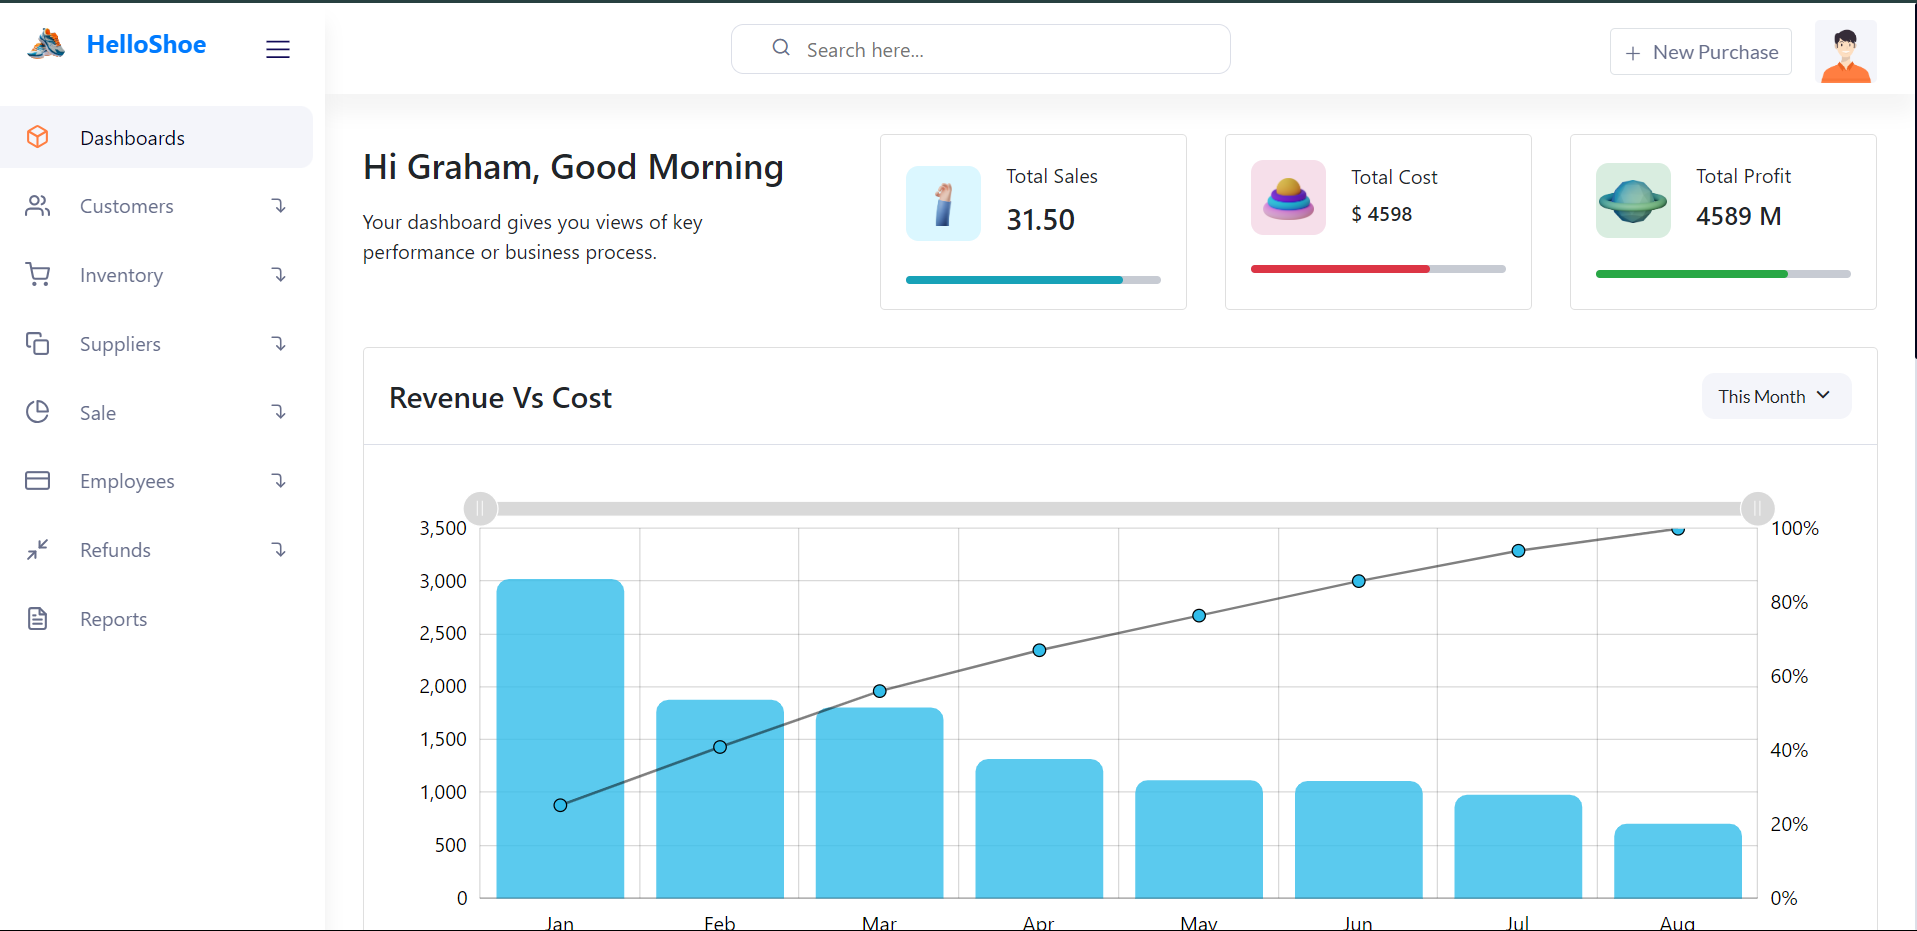 HelloShoe
Search here...
New Purchase
Dashboards
Customers
Inventory
Suppliers
Sale
Employees
Refunds
Reports
Hi Graham, Good Morning
Your dashboard gives you views of key
performance or business process.
Total Sales
31.50
Total Cost
$ 4598
Total Profit
4589 M
Revenue Vs Cost
This Month
3,500
3,000
2,500
2,000
1,500
1,000
500
0
100%
80%
60%
40%
20%
0%
Jan Feb Mar Apr May Jun Jul Aug